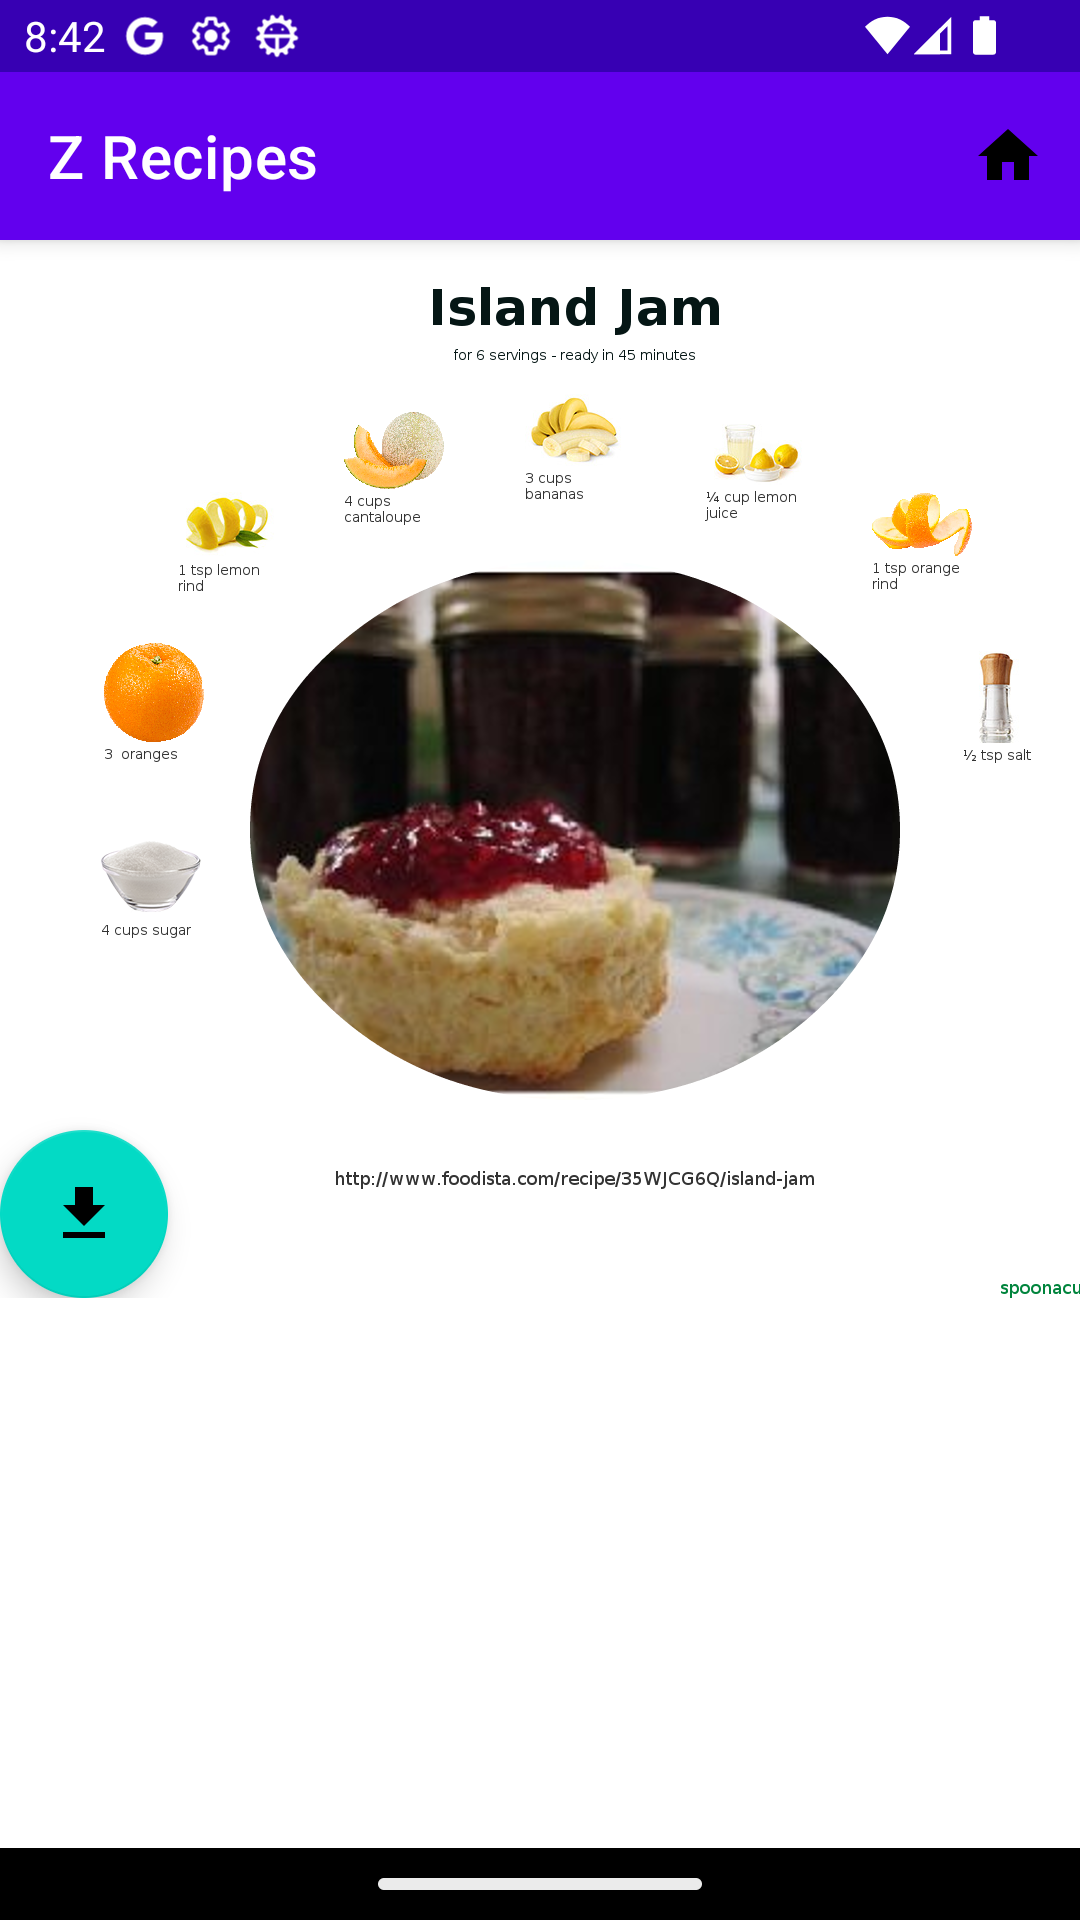 8:42
Z Recipes
Island Jam
for 6 servings - ready in 45 minutes
3 cups
bananas
4 cups
cantaloupe
¼ cup lemon
juice
1 tsp lemon
rind
1 tsp orange
rind
3 oranges
½ tsp salt
4 cups sugar
http://www.foodista.com/recipe/35WJCG6Q/island-jam
spoonacu